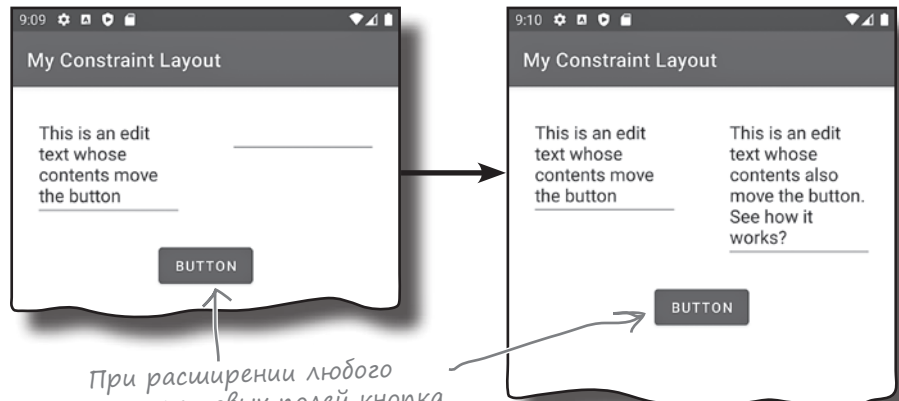 9:09
My Constraint Layout
This is an edit
text whose
contents move
the button
BUTTON
9:10
My Constraint Layout
This is an edit
text whose
contents move
the button
This is an edit
text whose
contents also
move the button.
See how it
works?
BUTTON
При расширении любого
полей кнопка